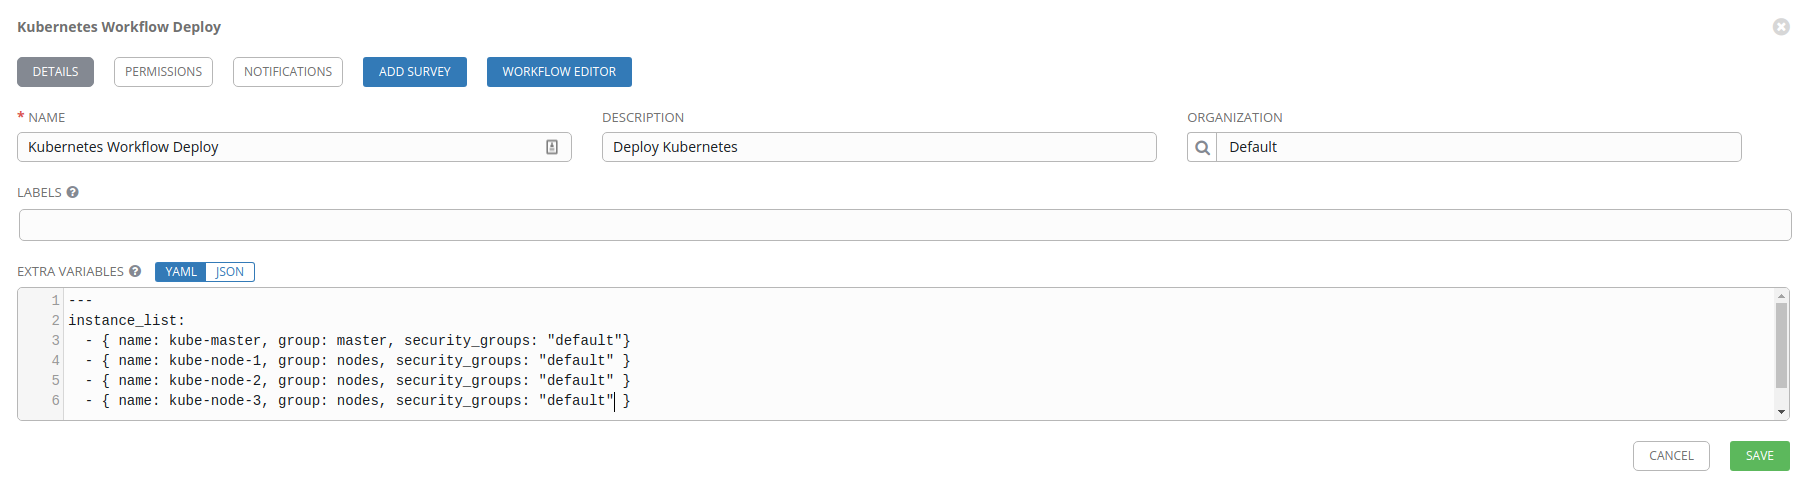 Kubernetes Workflow Deploy
DETAILS PERMISSIONS NOTIFICATIONS ADD SURVEY WORKFLOW EDITOR
* NAME DESCRIPTION ORGANIZATION
Kubernetes Workflow Deploy Deploy Kubernetes Default
LABELS ?
EXTRA VARIABLES ? YAML JSON
1 ---
2 instance_list:
3   - { name: kube-master, group: master, security_groups: "default"}
4   - { name: kube-node-1, group: nodes, security_groups: "default" }
5   - { name: kube-node-2, group: nodes, security_groups: "default" }
6   - { name: kube-node-3, group: nodes, security_groups: "default" }
CANCEL SAVE